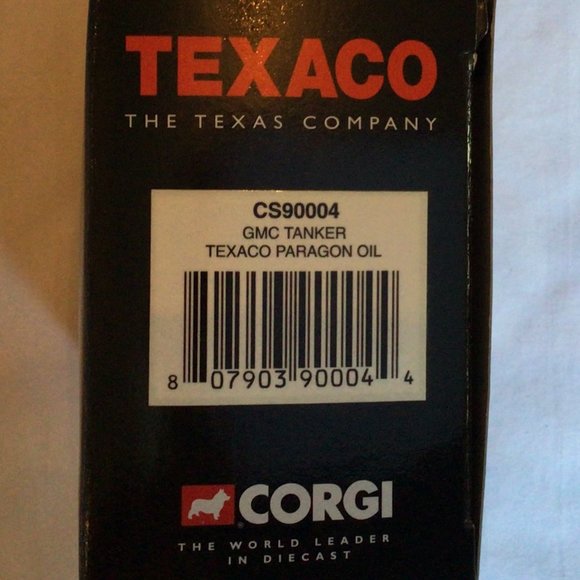 TEXACO
THE TEXAS COMPANY
CS90004
GMC TANKER
TEXACO PARAGON OIL
8 07903 90004 4
CORGI
THE WORLD LEADER
IN DIECAST